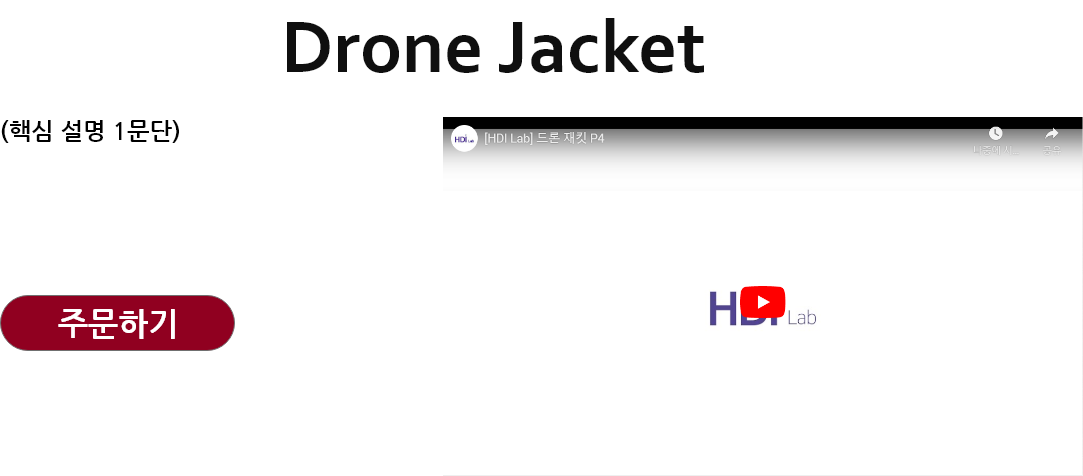 Drone Jacket
(핵심 설명 1문단)
HDI Lab
[HDI Lab] 드론 재킷 P4
나중에 시...
공유
주문하기
HDI Lab